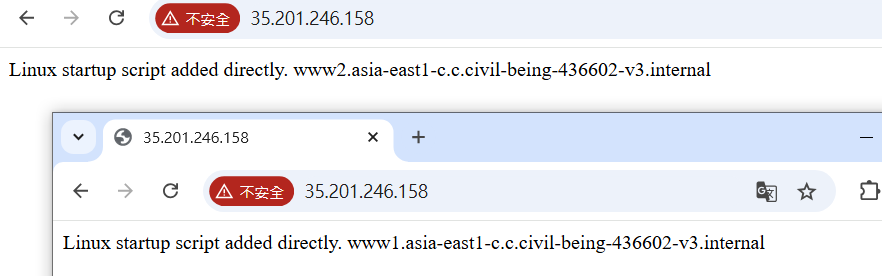 不安全 35.201.246.158
Linux startup script added directly. www2.asia-east1-c.c.civil-being-436602-v3.internal
35.201.246.158
不安全 35.201.246.158
Linux startup script added directly. www1.asia-east1-c.c.civil-being-436602-v3.internal